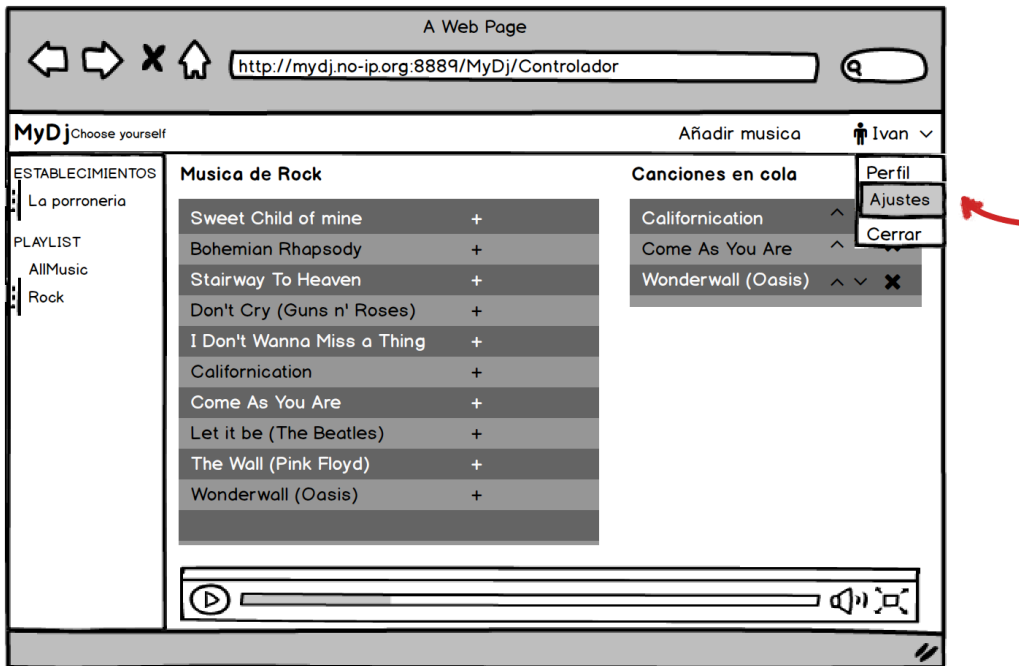 A Web Page
http://mydj.no-ip.org:8889/MyDj/Controlador
MyDj Choose yourself
Añadir musica
Ivan
Perfil
Ajustes
Cerrar
ESTABLECIMIENTOS
La porroneria
PLAYLIST
AllMusic
Rock
Musica de Rock
Sweet Child of mine +
Bohemian Rhapsody +
Stairway To Heaven +
Don't Cry (Guns n' Roses) +
I Don't Wanna Miss a Thing +
Californication +
Come As You Are +
Let it be (The Beatles) +
The Wall (Pink Floyd) +
Wonderwall (Oasis) +
Canciones en cola
Californication
Come As You Are
Wonderwall (Oasis)